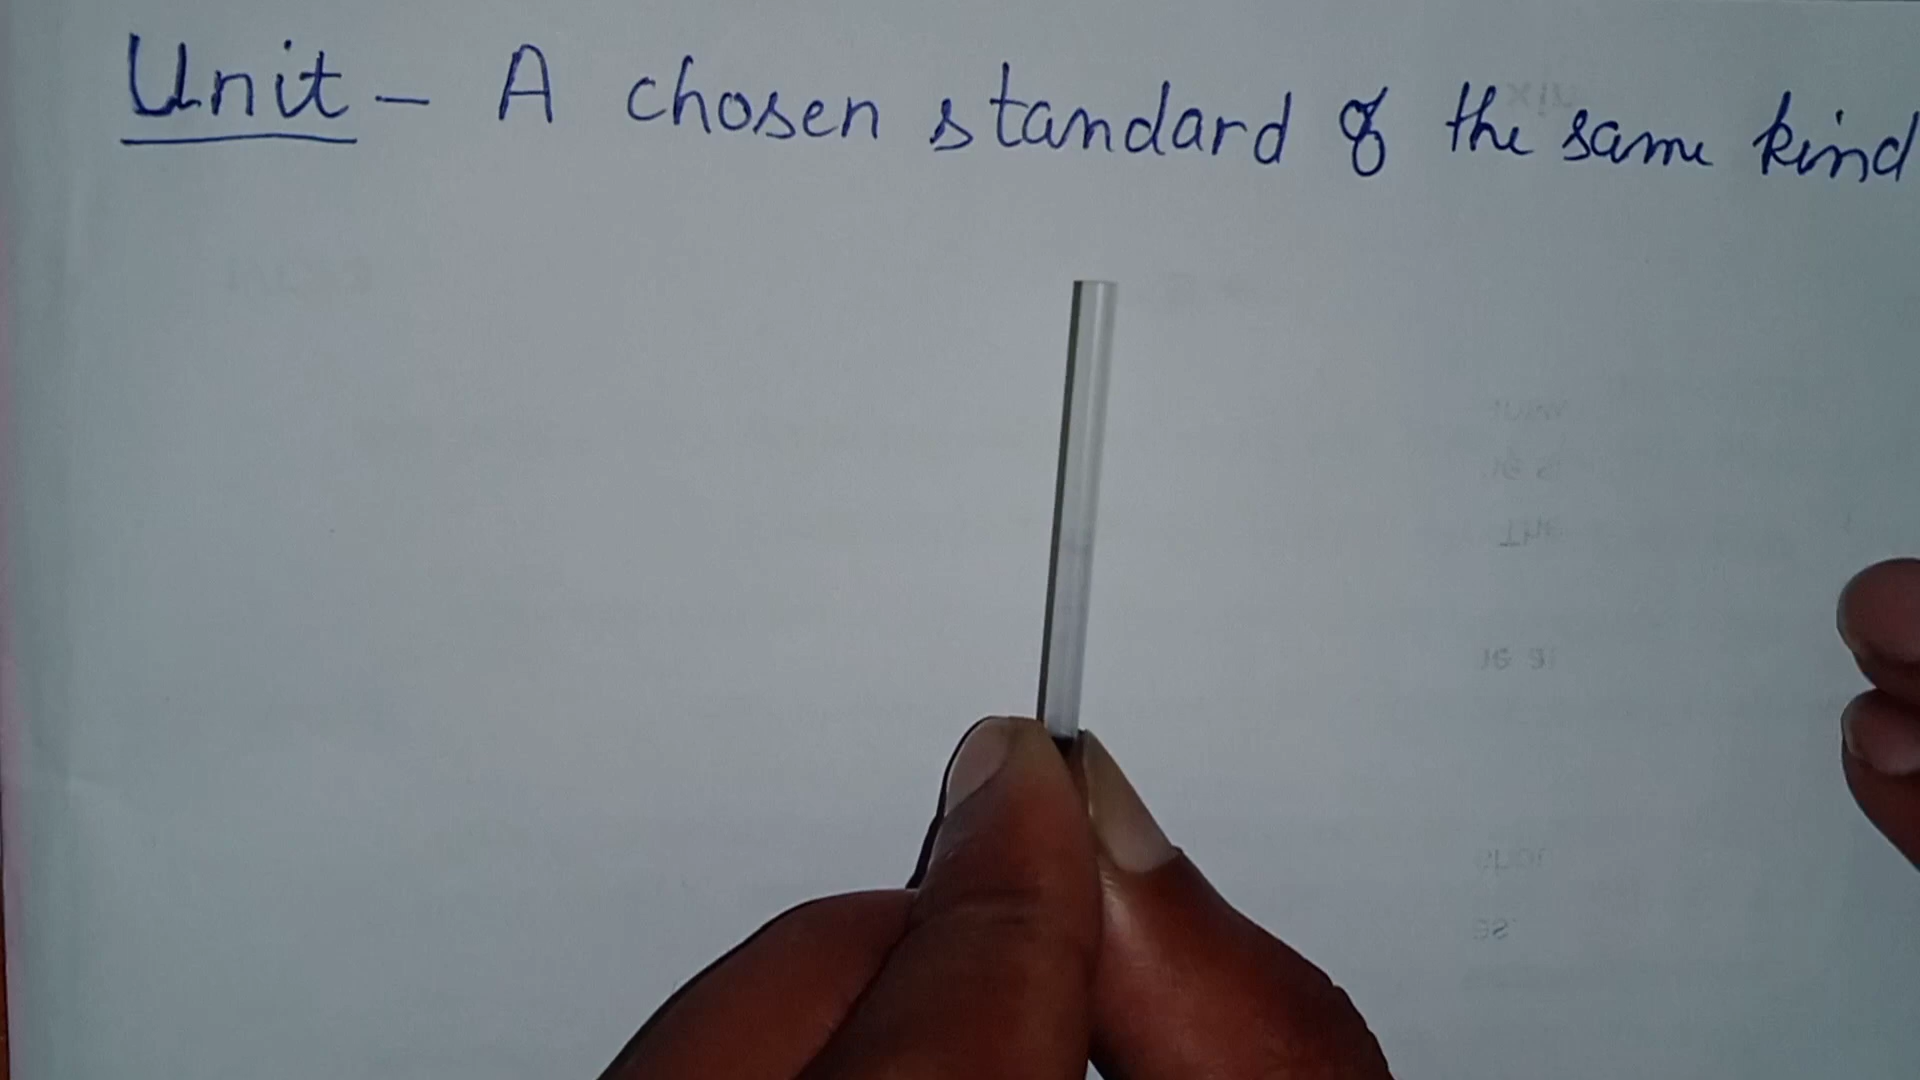 Unit - A chosen standard of the same kind